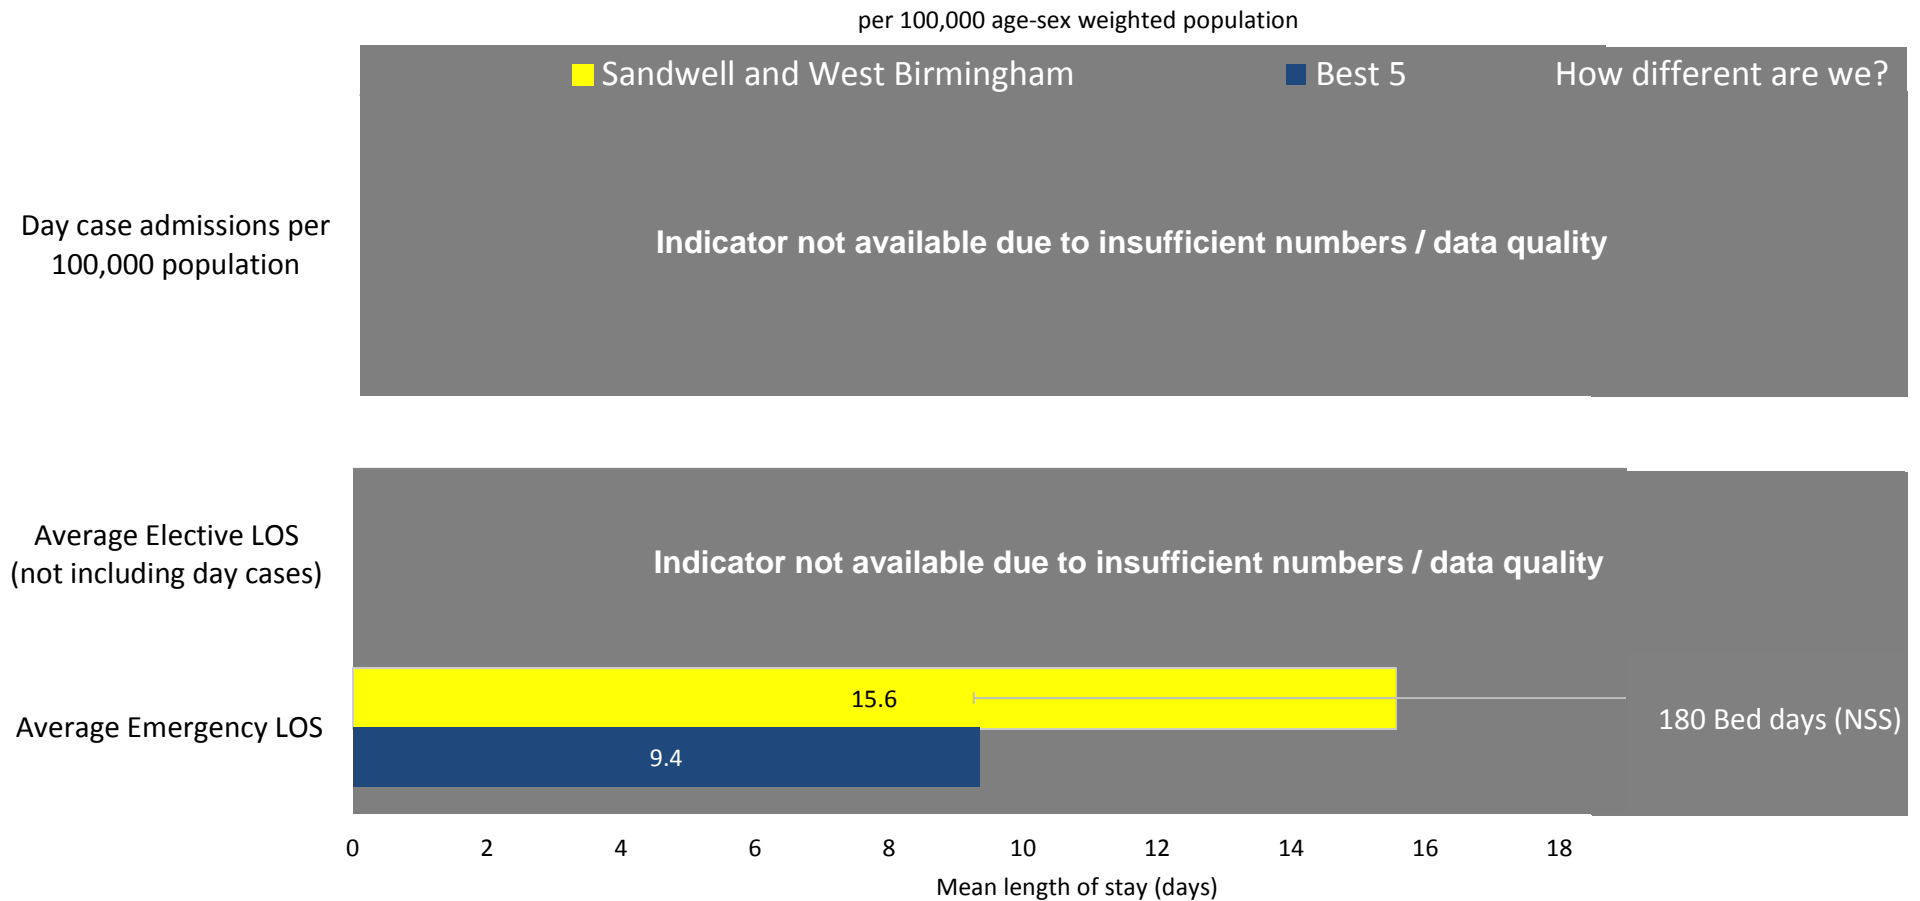 per 100,000 age-sex weighted population
Sandwell and West Birmingham Best 5 How different are we?
Day case admissions per
100,000 population
Indicator not available due to insufficient numbers / data quality
Average Elective LOS
(not including day cases)
Indicator not available due to insufficient numbers / data quality
Average Emergency LOS
15.6
9.4
180 Bed days (NSS)
0 2 4 6 8 10 12 14 16 18
Mean length of stay (days)